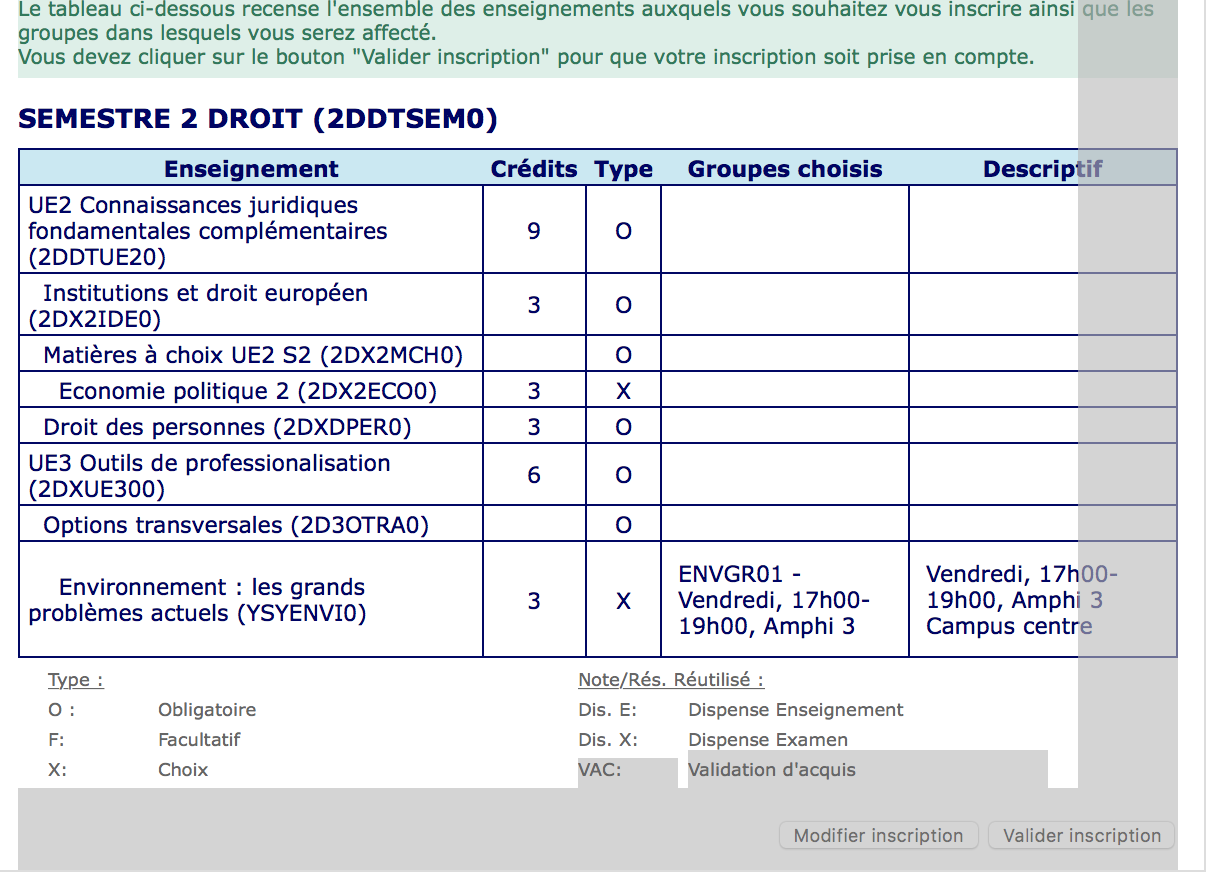 Le tableau ci-dessous recense l'ensemble des enseignements auxquels vous souhaitez vous inscrire ainsi que les
groupes dans lesquels vous serez affecté.
Vous devez cliquer sur le bouton "Valider inscription" pour que votre inscription soit prise en compte.
SEMESTRE 2 DROIT (2DDTSEM0)
Enseignement Crédits Type Groupes choisis Descriptif
UE2 Connaissances juridiques
fondamentales complémentaires
(2DDTUE20)
9 O
Institutions et droit européen
(2DX2IDE0)
3 O
Matières à choix UE2 S2 (2DX2MCH0) O
Economie politique 2 (2DX2ECO0) 3 X
Droit des personnes (2DXDPER0) 3 O
UE3 Outils de professionalisation
(2DXUE300)
6 O
Options transversales (2D3OTRA0) O
Environnement : les grands
problèmes actuels (YSYENVI0)
3 X
ENVGR01 -
Vendredi, 17h00-
19h00, Amphi 3
Vendredi, 17h00-
19h00, Amphi 3
Campus centre
Type : Note/Rés. Réutilisé :
O : Obligatoire Dis. E: Dispense Enseignement
F: Facultatif Dis. X: Dispense Examen
X: Choix VAC: Validation d'acquis
Modifier inscription Valider inscription